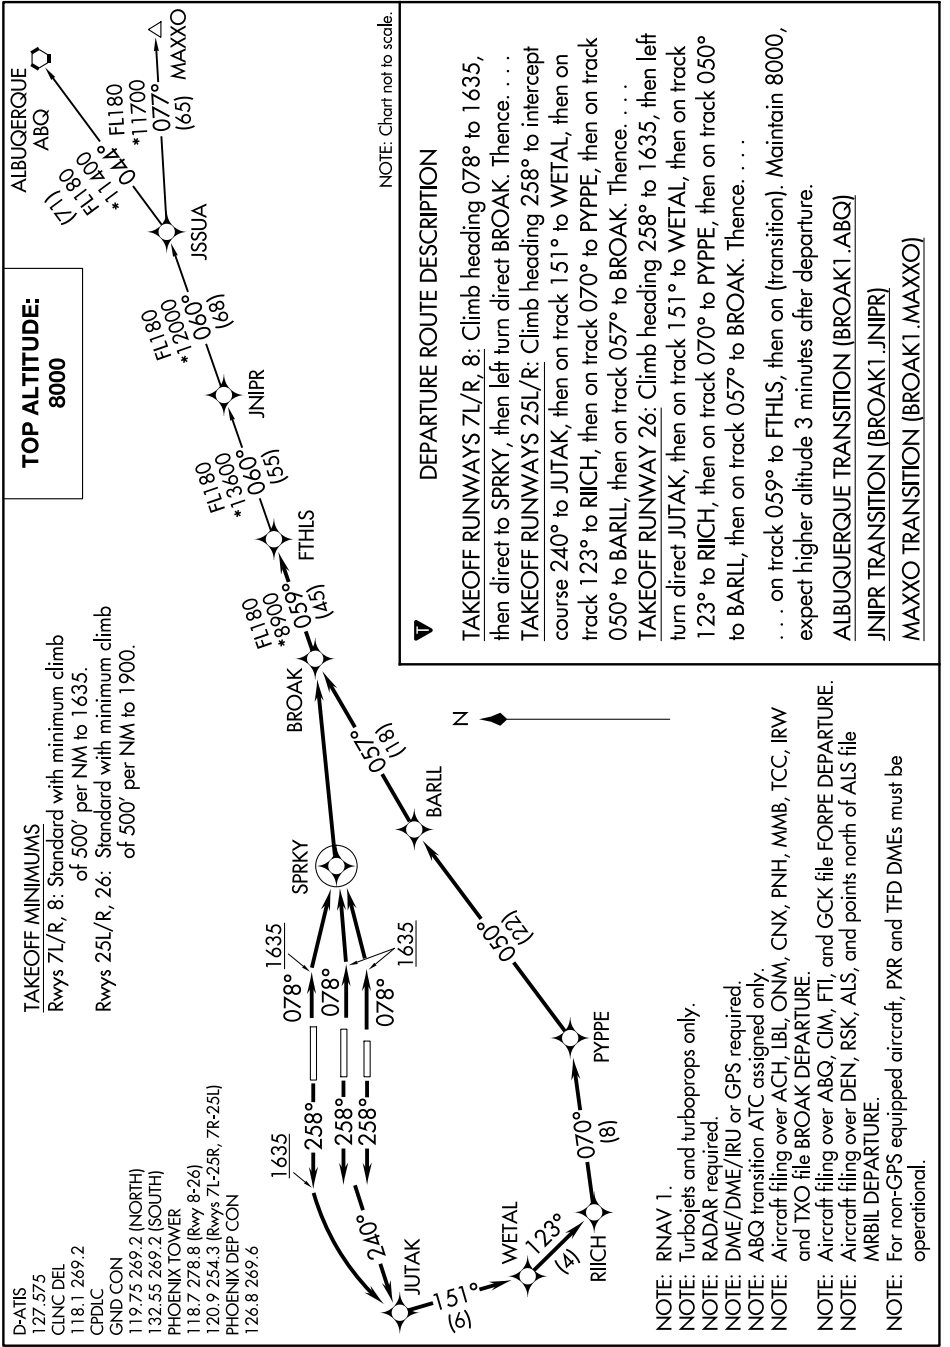 D-ATIS
127.575
CLNC DEL
118.1 269.2
CPDLC
GND CON
119.75 269.2 (NORTH)
132.55 269.2 (SOUTH)
PHOENIX TOWER
118.7 278.8 (Rwy 8-26)
120.9 254.3 (Rwys 7L-25R, 7R-25L)
PHOENIX DEP CON
126.8 269.6
TAKEOFF MINIMUMS
Rwys 7L/R, 8: Standard with minimum climb
of 500' per NM to 1635.
Rwys 25L/R, 26: Standard with minimum climb
of 500' per NM to 1900.
TOP ALTITUDE:
8000
ALBUQUERQUE
ABQ
FL180
*11400
044°
(71)
FL180
*11700
077°
(65)
MAXXO
JSSUA
FL180
*12000
060°
(68)
JNIPR
FL180
*13600
060°
(55)
FTHLS
FL180
*8900
059°
(45)
BROAK
SPRKY
1635
1635
1635
078°
078°
078°
258°
258°
258°
240°
JUTAK
151°
(6)
WETAL
123°
(4)
RIICH
070°
(8)
PYPPE
050°
(22)
BARLL
057°
(18)
N
NOTE: Chart not to scale.
NOTE: RNAV 1.
NOTE: Turbojets and turboprops only.
NOTE: RADAR required.
NOTE: DME/DME/IRU or GPS required.
NOTE: ABQ transition ATC assigned only.
NOTE: Aircraft filing over ACH, LBL, ONM, CNX, PNH, MMB, TCC, IRW
and TXO file BROAK DEPARTURE.
NOTE: Aircraft filing over ABQ, CIM, FTI, and GCK file FORPE DEPARTURE.
NOTE: Aircraft filing over DEN, RSK, ALS, and points north of ALS file
MRBIL DEPARTURE.
NOTE: For non-GPS equipped aircraft, PXR and TFD DMEs must be
operational.
T
DEPARTURE ROUTE DESCRIPTION
TAKEOFF RUNWAYS 7L/R, 8: Climb heading 078° to 1635,
then direct to SPRKY, then left turn direct BROAK. Thence. . . .
TAKEOFF RUNWAYS 25L/R: Climb heading 258° to intercept
course 240° to JUTAK, then on track 151° to WETAL, then on
track 123° to RIICH, then on track 070° to PYPPE, then on track
050° to BARLL, then on track 057° to BROAK. Thence. . . .
TAKEOFF RUNWAY 26: Climb heading 258° to 1635, then left
turn direct JUTAK, then on track 151° to WETAL, then on track
123° to RIICH, then on track 070° to PYPPE, then on track 050°
to BARLL, then on track 057° to BROAK. Thence. . . .
. . . on track 059° to FTHLS, then on (transition). Maintain 8000,
expect higher altitude 3 minutes after departure.
ALBUQUERQUE TRANSITION (BROAK1.ABQ)
JNIPR TRANSITION (BROAK1.JNIPR)
MAXXO TRANSITION (BROAK1.MAXXO)